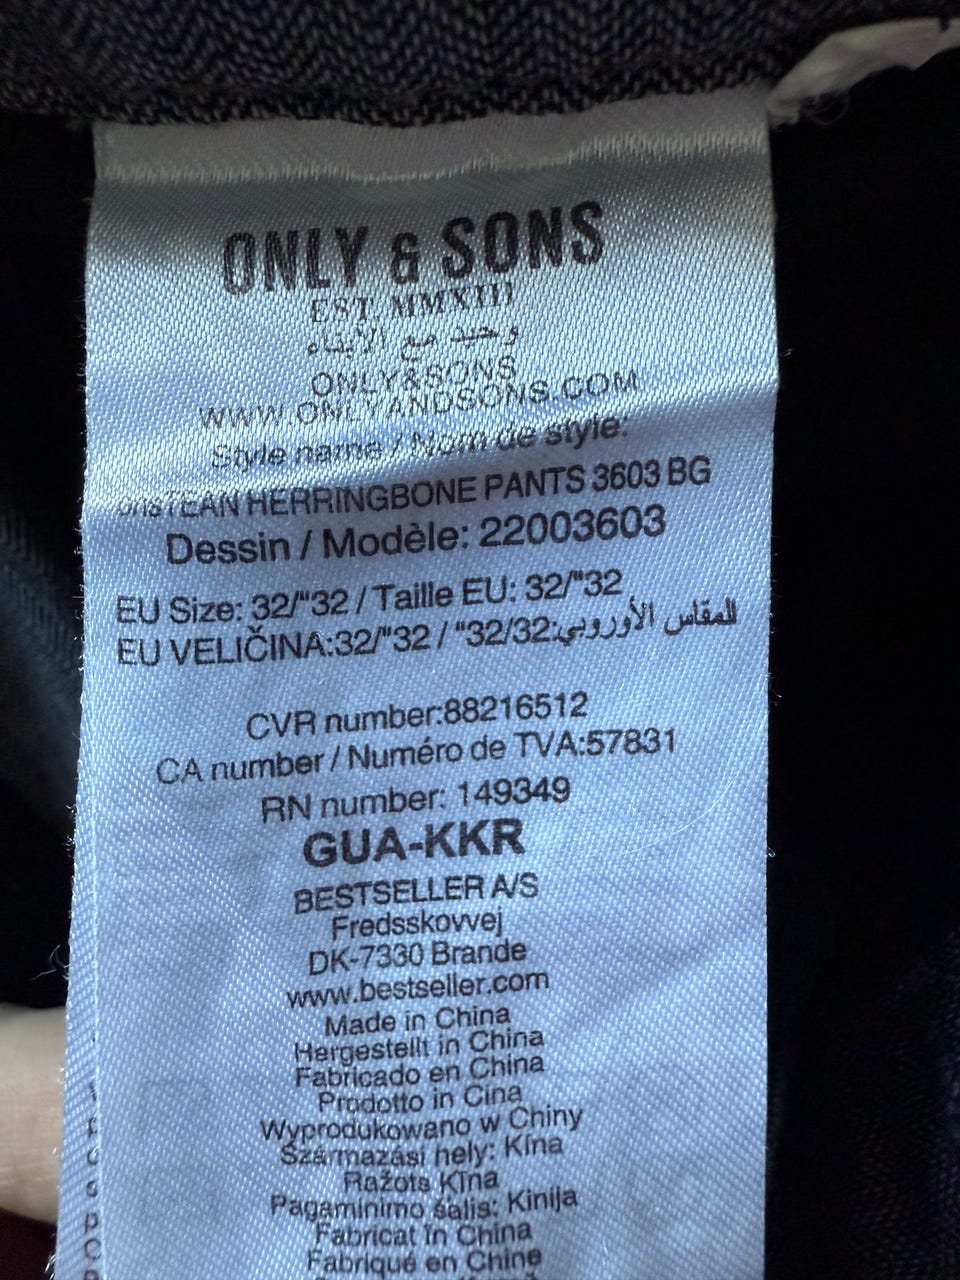 ONLY & SONS
EST. MMXIII
وحيد مع الأبناء
ONLY&SONS
WWW.ONLYANDSONS.COM
Style name / Nom de style:
onsTEAN HERRINGBONE PANTS 3603 BG
Dessin / Modèle: 22003603
EU Size: 32/"32 / Taille EU: 32/"32
EU VELIČINA:32/"32 / "32/32:المقاس الأوروبي
CVR number:88216512
CA number / Numéro de TVA:57831
RN number: 149349
GUA-KKR
BESTSELLER A/S
Fredsskovvej
DK-7330 Brande
www.bestseller.com
Made in China
Hergestellt in China
Fabricado en China
Prodotto in Cina
Wyprodukowano w Chiny
Származási hely: Kína
Ražots Ķīna
Pagaminimo šalis: Kinija
Fabricat în China
Fabriqué en Chine